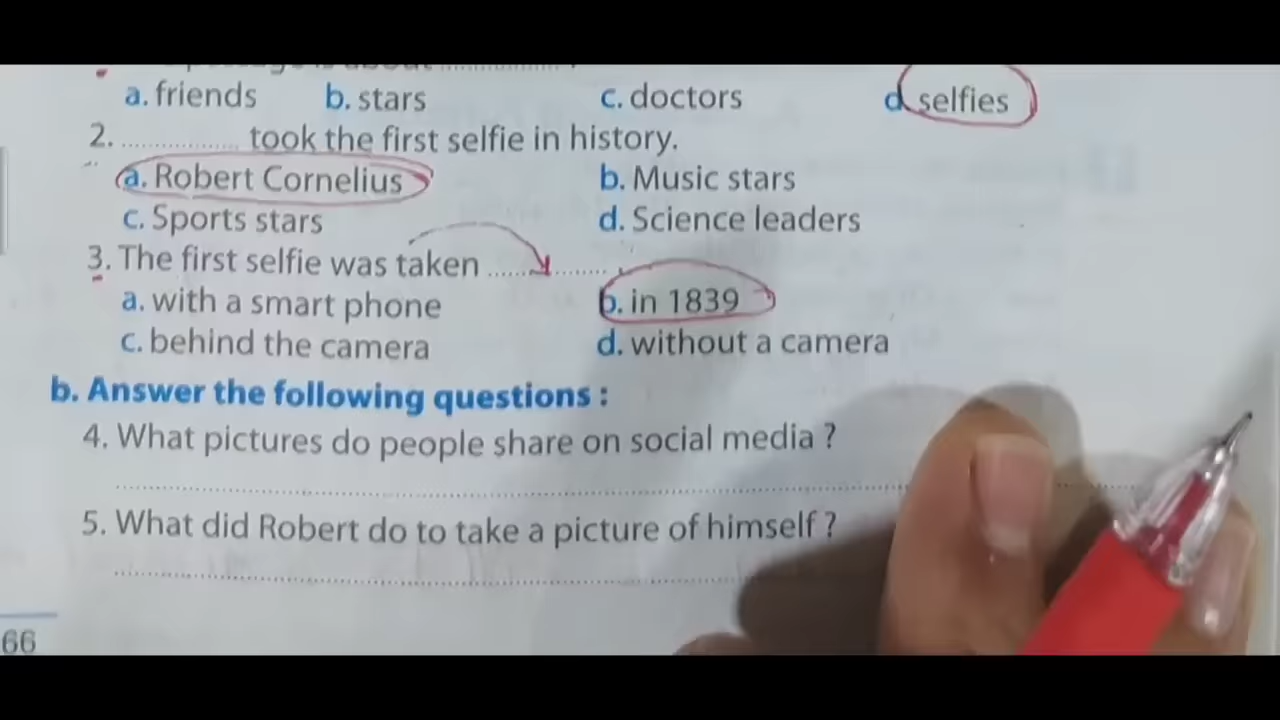 a. friends b. stars c. doctors d. selfies
2. ................ took the first selfie in history.
a. Robert Cornelius b. Music stars
c. Sports stars d. Science leaders
3. The first selfie was taken ................
a. with a smart phone b. in 1839
c. behind the camera d. without a camera
b. Answer the following questions :
4. What pictures do people share on social media ?
5. What did Robert do to take a picture of himself ?
66